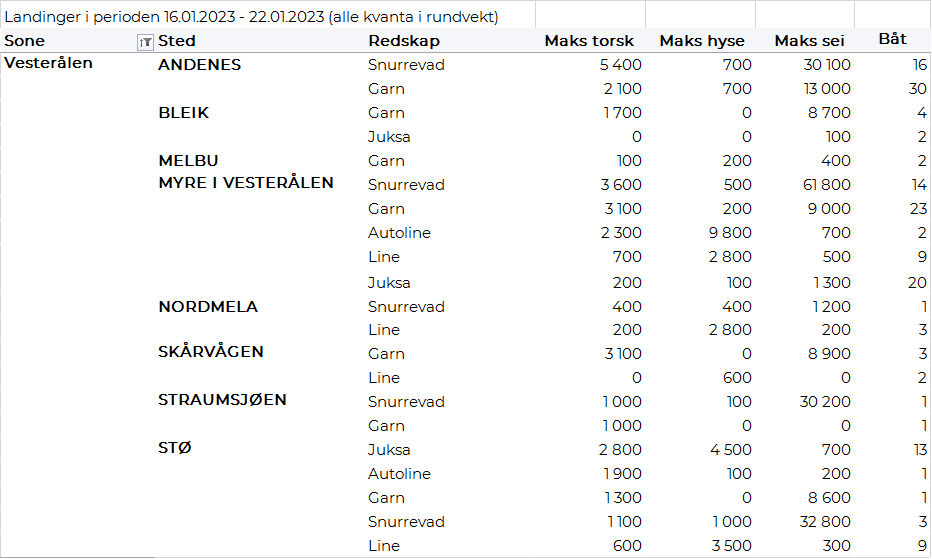 Landinger i perioden 16.01.2023 - 22.01.2023 (alle kvanta i rundvekt)
Sone Sted Redskap Maks torsk Maks hyse Maks sei Båt
Vesterålen ANDENES Snurrevad 5 400 700 30 100 16
Garn 2 100 700 13 000 30
BLEIK Garn 1 700 0 8 700 4
Juksa 0 0 100 2
MELBU Garn 100 200 400 2
MYRE I VESTERÅLEN Snurrevad 3 600 500 61 800 14
Garn 3 100 200 9 000 23
Autoline 2 300 9 800 700 2
Line 700 2 800 500 9
Juksa 200 100 1 300 20
NORDMELA Snurrevad 400 400 1 200 1
Line 200 2 800 200 3
SKÅRVÅGEN Garn 3 100 0 8 900 3
Line 0 600 0 2
STRAUMSJØEN Snurrevad 1 000 100 30 200 1
Garn 1 000 0 0 1
STØ Juksa 2 800 4 500 700 13
Autoline 1 900 100 200 1
Garn 1 300 0 8 600 1
Snurrevad 1 100 1 000 32 800 3
Line 600 3 500 300 9